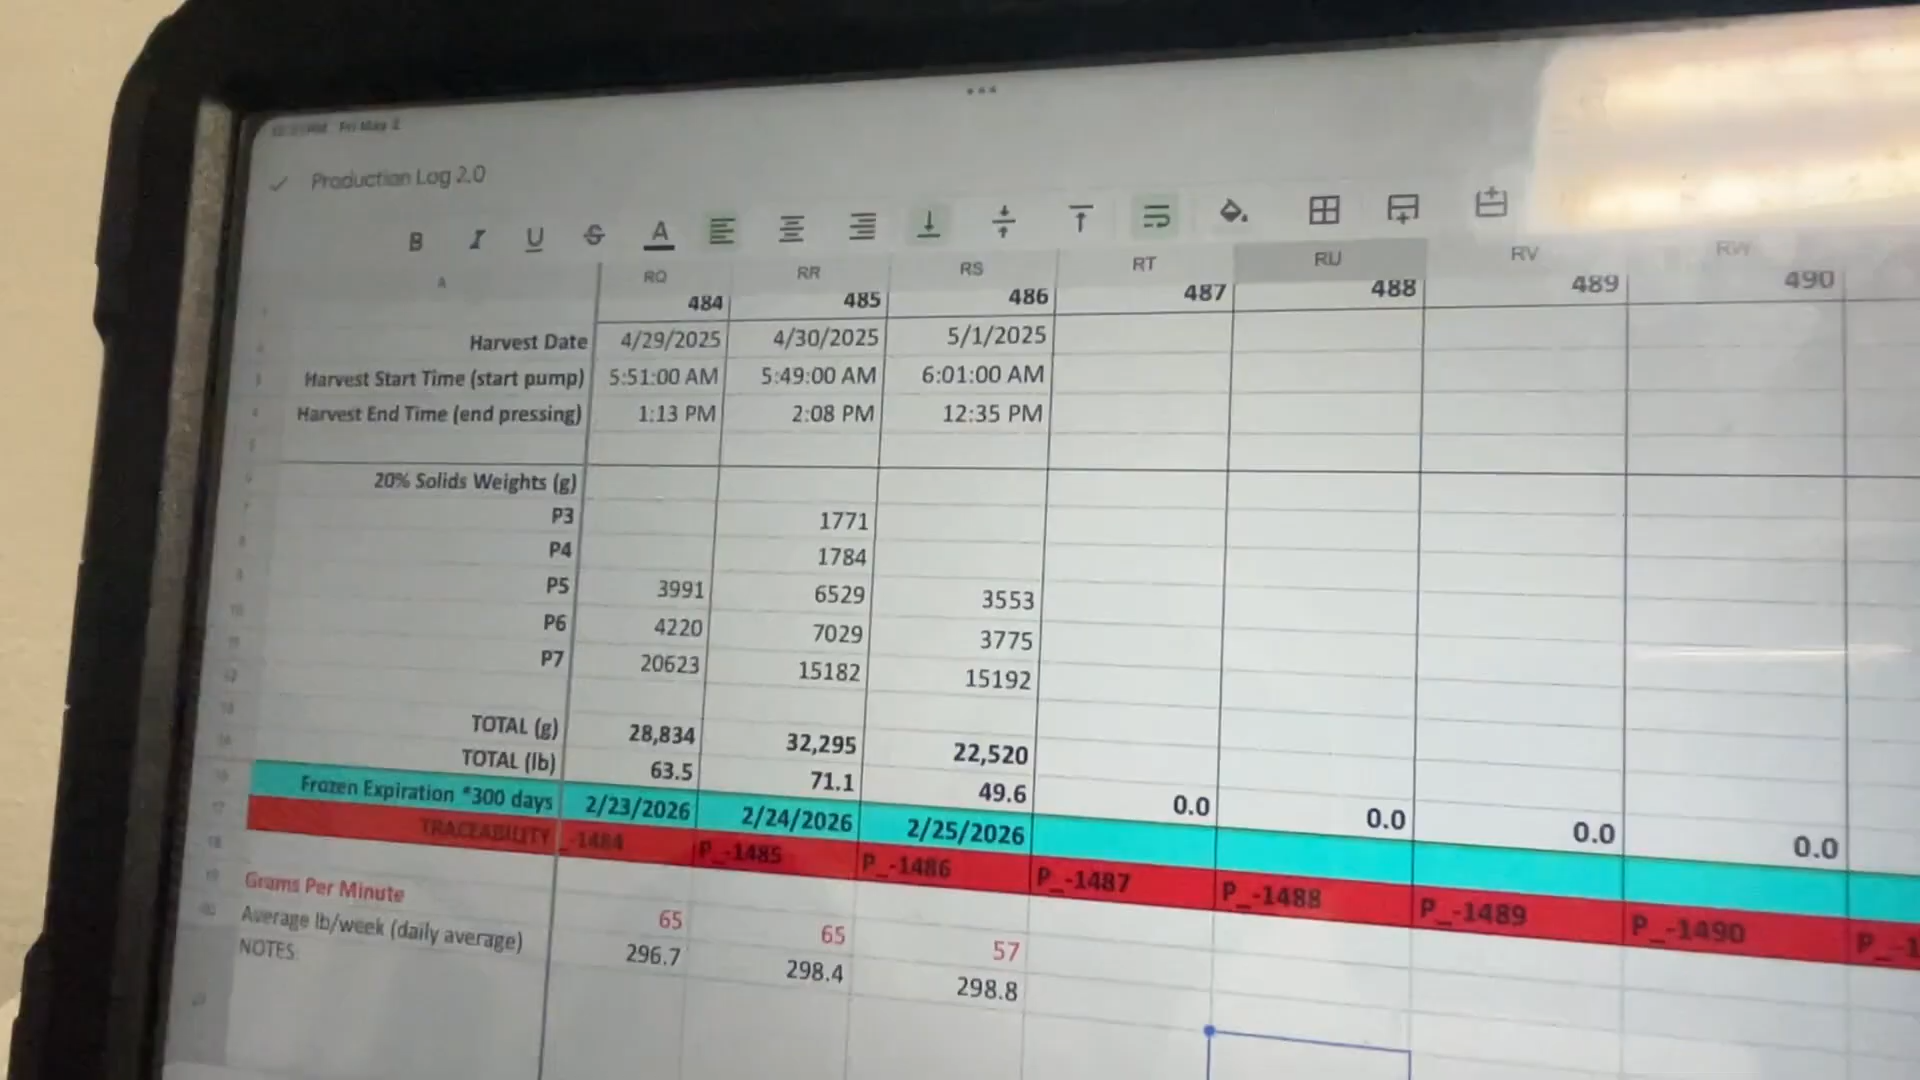 Fri May 2
Production Log 2.0
B I U S A
A RQ RR RS RT RU RV RW
484 485 486 487 488 489 490
Harvest Date 4/29/2025 4/30/2025 5/1/2025
Harvest Start Time (start pump) 5:51:00 AM 5:49:00 AM 6:01:00 AM
Harvest End Time (end pressing) 1:13 PM 2:08 PM 12:35 PM
20% Solids Weights (g)
P3 1771
P4 1784
P5 3991 6529 3553
P6 4220 7029 3775
P7 20623 15182 15192
TOTAL (g) 28,834 32,295 22,520
TOTAL (lb) 63.5 71.1 49.6 0.0 0.0 0.0 0.0
Frozen Expiration *300 days 2/23/2026 2/24/2026 2/25/2026
TRACEABILITY _-1484 P_-1485 P_-1486 P_-1487 P_-1488 P_-1489 P_-1490 P_-1
Grams Per Minute 65 65 57
Average lb/week (daily average) 296.7 298.4 298.8
NOTES: